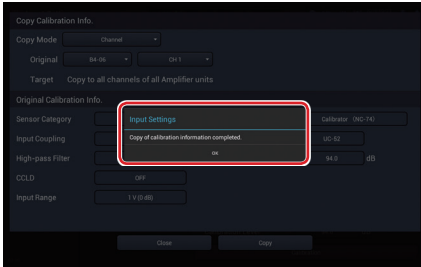 Copy Calibration Info.
Copy Mode Channel
Original B4-06 CH 1
Target Copy to all channels of all Amplifier units
Original Calibration Info.
Sensor Category Calibrator (NC-74)
Input Settings
Copy of calibration information completed.
OK
Input Coupling UC-52
High-pass Filter 94.0 dB
CCLD OFF
Input Range 1 V (0 dB)
Close Copy